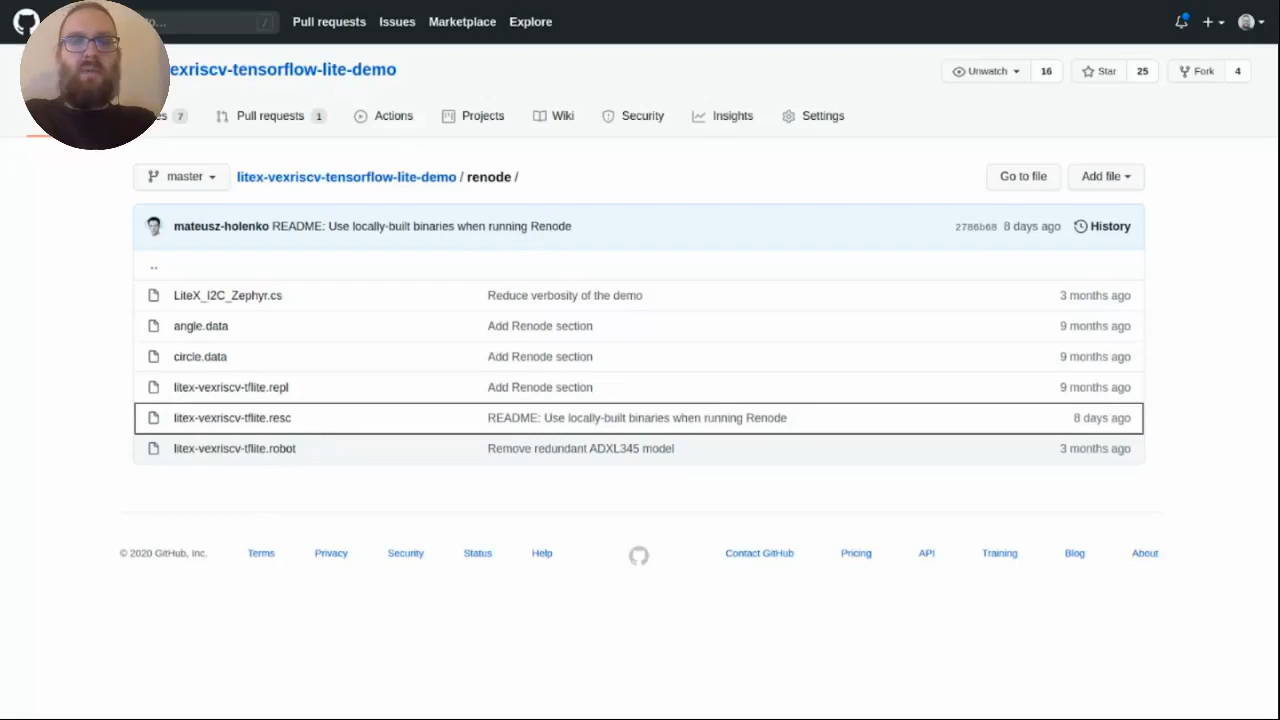 /
Pull requests Issues Marketplace Explore
exriscv-tensorflow-lite-demo
Unwatch 16 Star 25 Fork 4
es 7 Pull requests 1 Actions Projects Wiki Security Insights Settings
master litex-vexriscv-tensorflow-lite-demo / renode / Go to file Add file
mateusz-holenko README: Use locally-built binaries when running Renode 2786b68 8 days ago History
..
LiteX_I2C_Zephyr.cs Reduce verbosity of the demo 3 months ago
angle.data Add Renode section 9 months ago
circle.data Add Renode section 9 months ago
litex-vexriscv-tflite.repl Add Renode section 9 months ago
litex-vexriscv-tflite.resc README: Use locally-built binaries when running Renode 8 days ago
litex-vexriscv-tflite.robot Remove redundant ADXL345 model 3 months ago
© 2020 GitHub, Inc. Terms Privacy Security Status Help Contact GitHub Pricing API Training Blog About